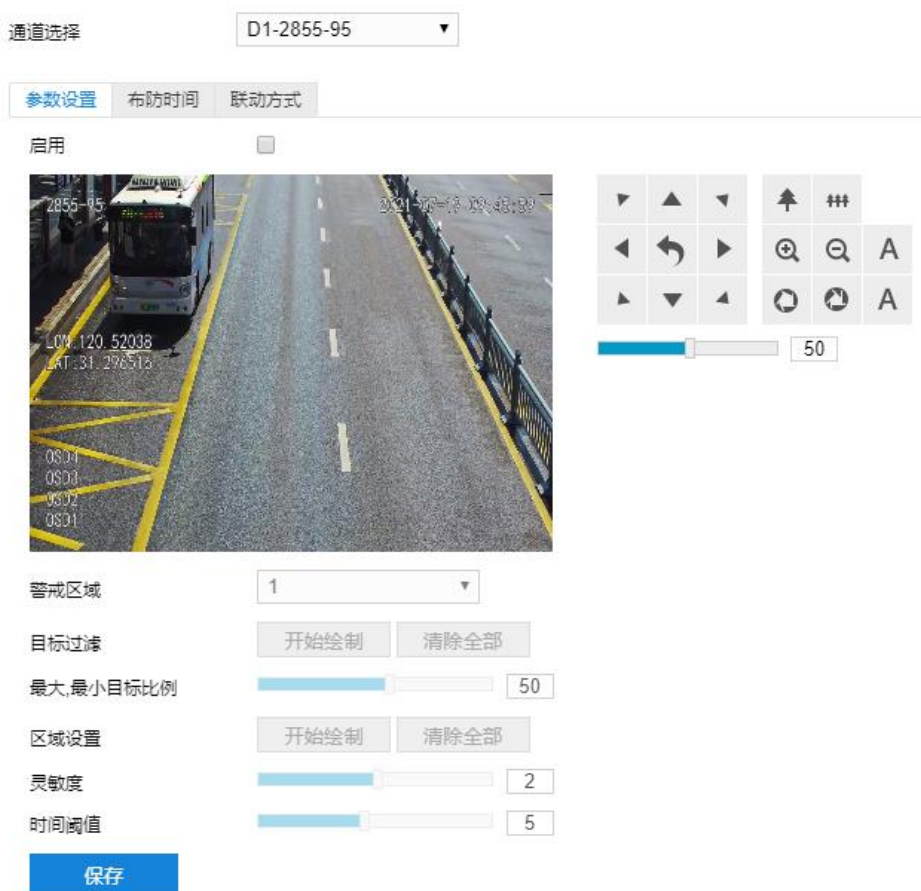 通道选择 D1-2855-95
参数设置 布防时间 联动方式
启用
2855-95
A
LON:120.52038
LAT:31.296516
A
50
OSD4
OSD3
OSD2
OSD1
警戒区域 1
目标过滤 开始绘制 清除全部
最大,最小目标比例 50
区域设置 开始绘制 清除全部
灵敏度 2
时间阈值 5
保存